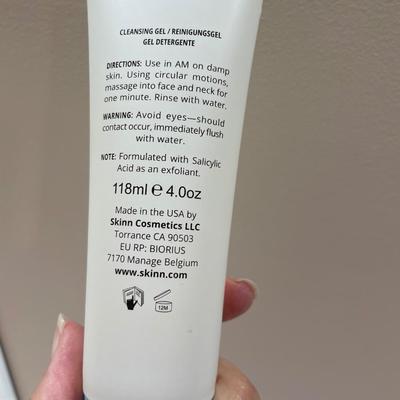 CLEANSING GEL / REINIGUNGSGEL
GEL DETERGENTE
DIRECTIONS: Use in AM on damp
skin. Using circular motions,
massage into face and neck for
one minute. Rinse with water.
WARNING: Avoid eyes—should
contact occur, immediately flush
with water.
NOTE: Formulated with Salicylic
Acid as an exfoliant.
118ml ℮ 4.0oz
Made in the USA by
Skinn Cosmetics LLC
Torrance CA 90503
EU RP: BIORIUS
7170 Manage Belgium
www.skinn.com
12M